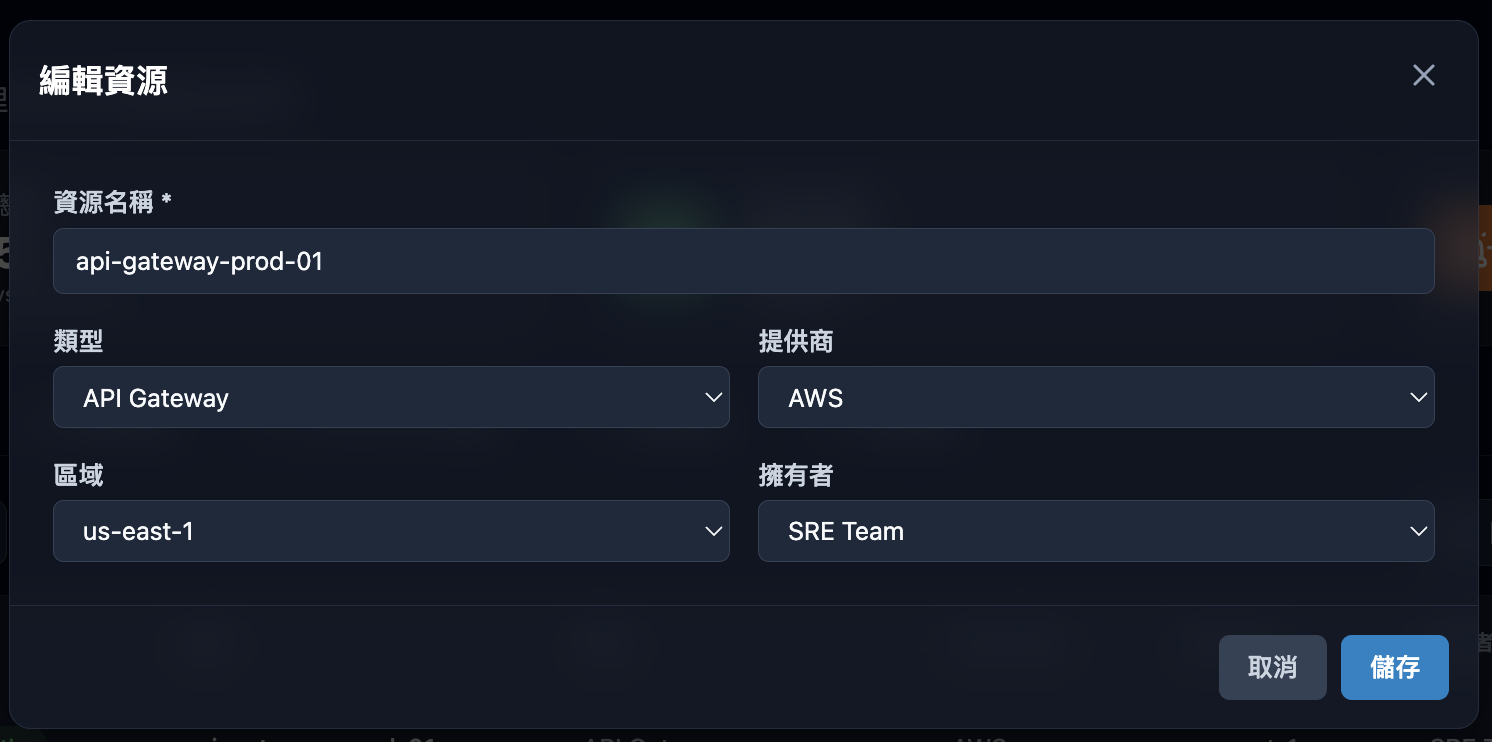 編輯資源
資源名稱 *
api-gateway-prod-01
類型
提供商
API Gateway
AWS
區域
擁有者
us-east-1
SRE Team
取消
儲存